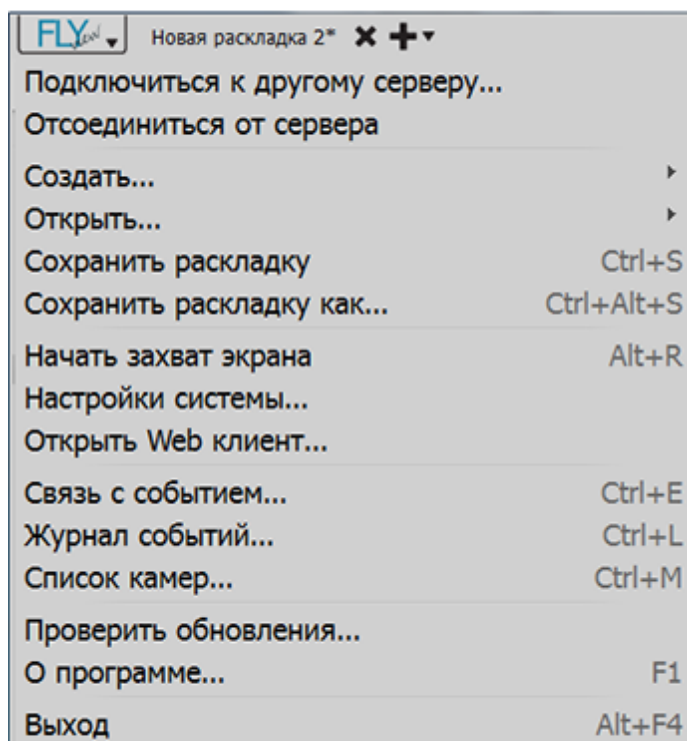 FLYview Новая раскладка 2*
Подключиться к другому серверу...
Отсоединиться от сервера
Создать...
Открыть...
Сохранить раскладку Ctrl+S
Сохранить раскладку как... Ctrl+Alt+S
Начать захват экрана Alt+R
Настройки системы...
Открыть Web клиент...
Связь с событием... Ctrl+E
Журнал событий... Ctrl+L
Список камер... Ctrl+M
Проверить обновления...
О программе... F1
Выход Alt+F4